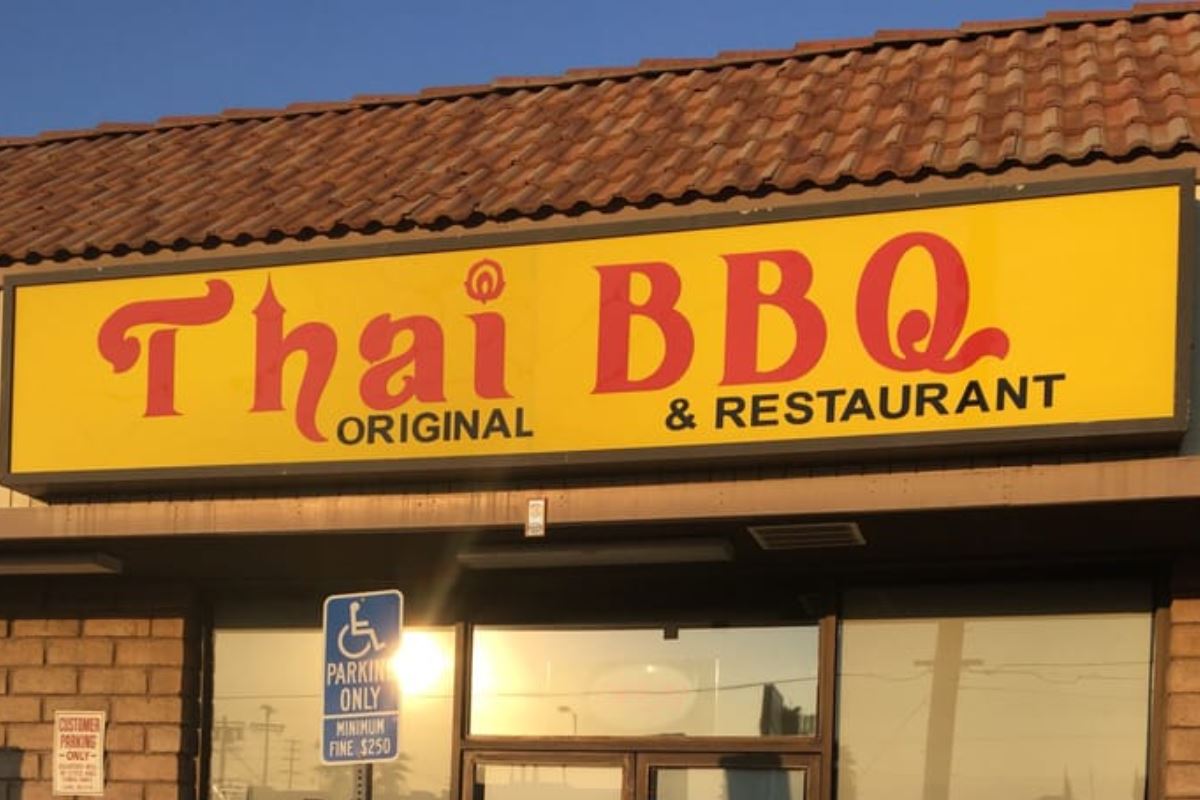 Thai BBQ
ORIGINAL & RESTAURANT
PARKING
ONLY
MINIMUM
FINE $250
CUSTOMER
PARKING
ONLY